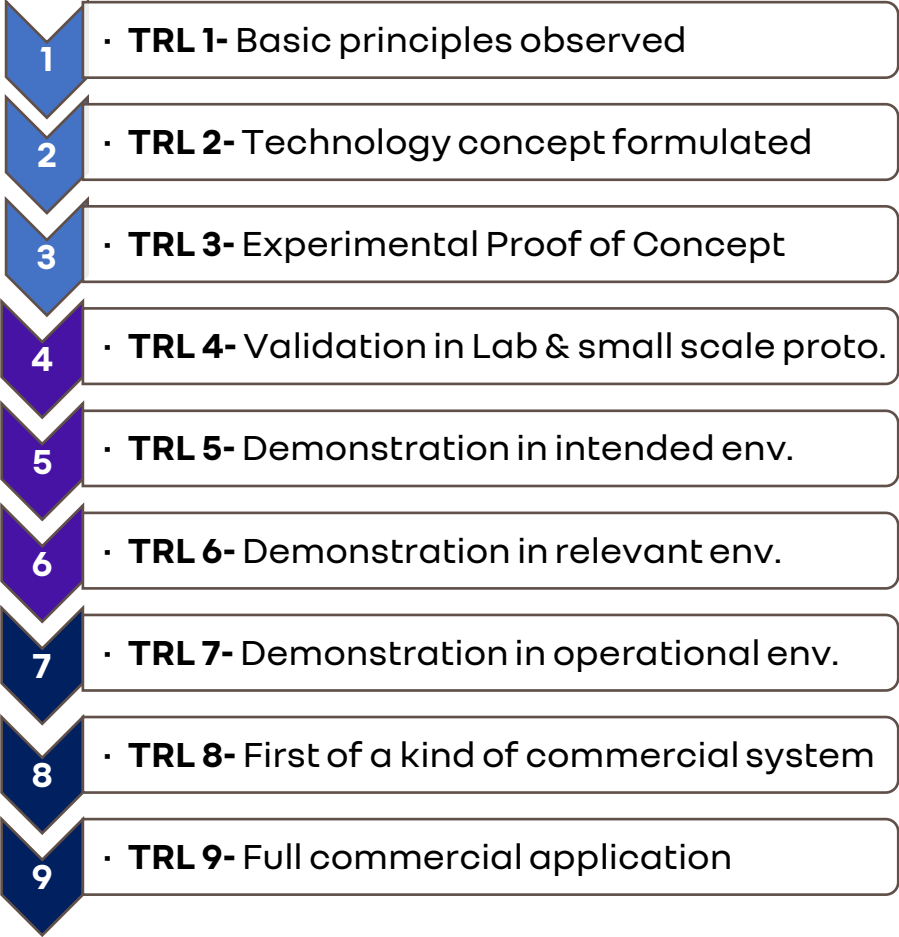 1
· TRL 1- Basic principles observed
2
· TRL 2- Technology concept formulated
3
· TRL 3- Experimental Proof of Concept
4
· TRL 4- Validation in Lab & small scale proto.
5
· TRL 5- Demonstration in intended env.
6
· TRL 6- Demonstration in relevant env.
7
· TRL 7- Demonstration in operational env.
8
· TRL 8- First of a kind of commercial system
9
· TRL 9- Full commercial application